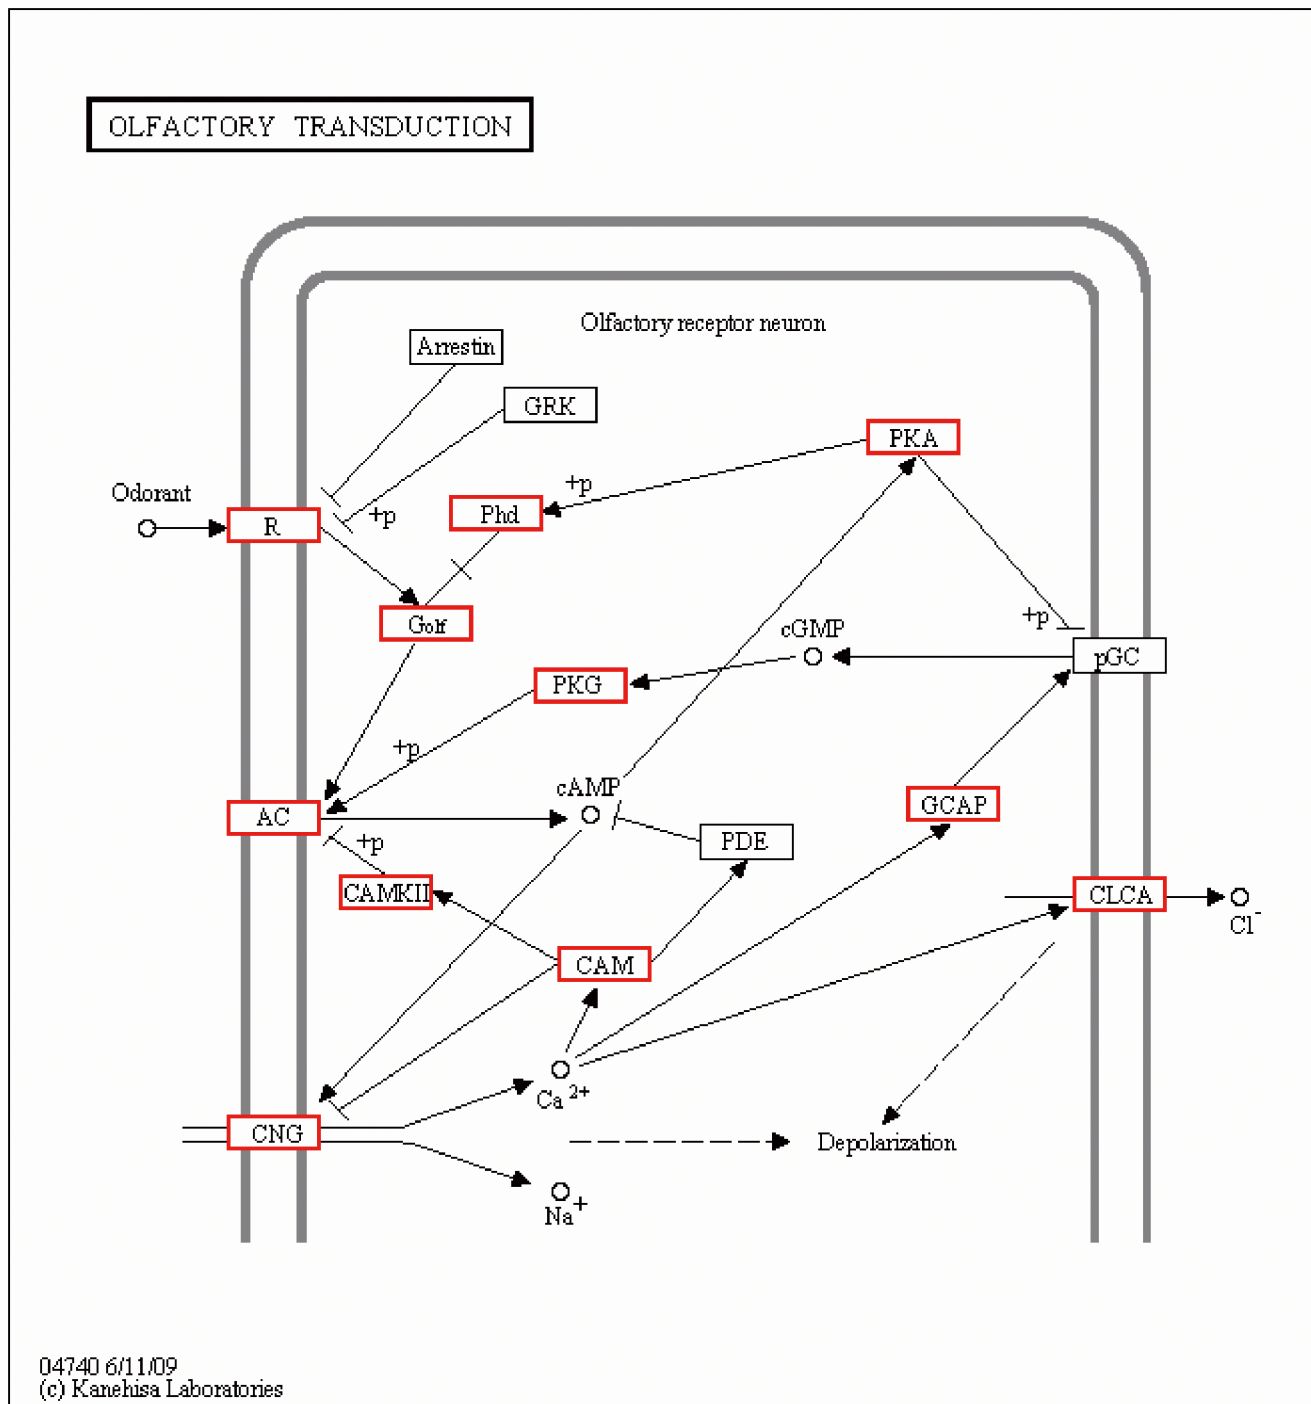 OLFACTORY TRANSDUCTION
Olfactory receptor neuron
Arrestin
GRK
PKA
Odorant
+p
Phd
R
+p
Golf
+p
cGMP
pGC
PKG
+p
cAMP
GCAP
AC
PDE
+p
CAMKII
CLCA
Cl-
CAM
Ca 2+
CNG
Depolarization
Na+
04740 6/11/09
(c) Kanehisa Laboratories